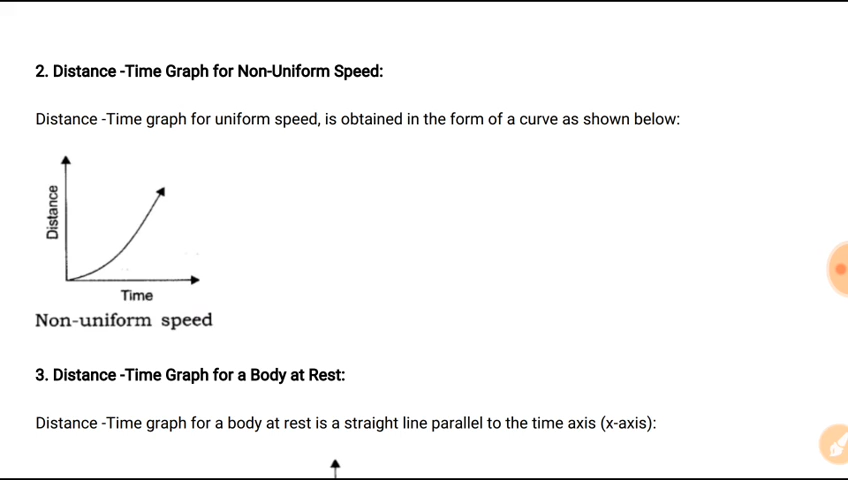 2. Distance -Time Graph for Non-Uniform Speed:
Distance -Time graph for uniform speed, is obtained in the form of a curve as shown below:
Distance
Time
Non-uniform speed
3. Distance -Time Graph for a Body at Rest:
Distance -Time graph for a body at rest is a straight line parallel to the time axis (x-axis):